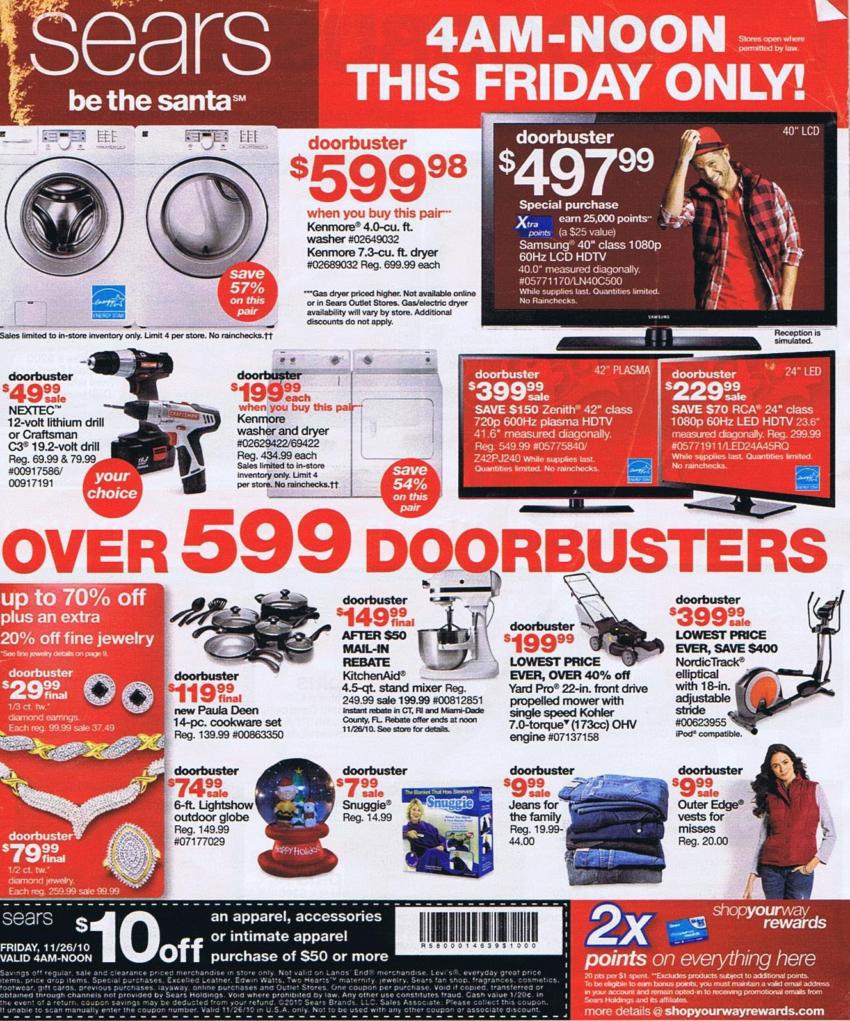 sears
be the santa℠
4AM-NOON
THIS FRIDAY ONLY!
Stores open where
permitted by law.
doorbuster
$599 98
when you buy this pair***
Kenmore® 4.0-cu. ft.
washer #02649032
Kenmore 7.3-cu. ft. dryer
#02689032 Reg. 699.99 each
***Gas dryer priced higher. Not available online
or in Sears Outlet Stores. Gas/electric dryer
availability will vary by store. Additional
discounts do not apply.
save
57%
on this
pair
ENERGY STAR
Sales limited to in-store inventory only. Limit 4 per store. No rainchecks.††
40" LCD
doorbuster
$497 99
Special purchase
Xtra
points
earn 25,000 points**
(a $25 value)
Samsung® 40" class 1080p
60Hz LCD HDTV
40.0" measured diagonally.
#05771170/LN40C500
While supplies last. Quantities limited.
No Rainchecks.
SAMSUNG
Reception is
simulated.
doorbuster
$49 99 sale
NEXTEC™
12-volt lithium drill
or Craftsman
C3® 19.2-volt drill
Reg. 69.99 & 79.99
#00917586/
00917191
CRAFTSMAN
your
choice
doorbuster
$199 99 each
when you buy this pair
Kenmore
washer and dryer
#02629422/69422
Reg. 434.99 each
Sales limited to in-store
inventory only. Limit 4
per store. No rainchecks.††
save
54%
on this
pair
42" PLASMA
doorbuster
$399 99 sale
SAVE $150 Zenith® 42" class
720p 600Hz plasma HDTV
41.6" measured diagonally.
Reg. 549.99 #05775840/
Z42PJ240 While supplies last.
Quantities limited. No rainchecks.
24" LED
doorbuster
$229 99 sale
SAVE $70 RCA® 24" class
1080p 60Hz LED HDTV 23.6"
measured diagonally. Reg. 299.99
#05771911/LED24A45RQ
While supplies last. Quantities limited.
No rainchecks.
OVER 599 DOORBUSTERS
up to 70% off
plus an extra
20% off fine jewelry
*See fine jewelry details on page 9.
doorbuster
$29 99 final
1/3 ct. tw.*
diamond earrings.
Each reg. 99.99 sale 37.49
doorbuster
$79 99 final
1/2 ct. tw.*
diamond jewelry.
Each reg. 259.99 sale 99.99
doorbuster
$119 99 final
new Paula Deen
14-pc. cookware set
Reg. 139.99 #00863350
doorbuster
$149 99 final
AFTER $50
MAIL-IN
REBATE
KitchenAid®
4.5-qt. stand mixer Reg.
249.99 sale 199.99 #00812851
Instant rebate in CT, RI and Miami-Dade
County, FL. Rebate offer ends at noon
11/26/10. See store for details.
doorbuster
$199 99
LOWEST PRICE
EVER, OVER 40% off
Yard Pro® 22-in. front drive
propelled mower with
single speed Kohler
7.0-torque▼ (173cc) OHV
engine #07137158
doorbuster
$399 99 sale
LOWEST PRICE
EVER, SAVE $400
NordicTrack®
elliptical
with 18-in.
adjustable
stride
#00623955
iPod® compatible.
doorbuster
$74 99 sale
6-ft. Lightshow
outdoor globe
Reg. 149.99
#07177029
Happy Holidays
doorbuster
$7 99 sale
Snuggie®
Reg. 14.99
The Blanket That Has Sleeves!
Snuggie
doorbuster
$9 99 sale
Jeans for
the family
Reg. 19.99-
44.00
doorbuster
$9 99 sale
Outer Edge®
vests for
misses
Reg. 20.00
sears
FRIDAY, 11/26/10
VALID 4AM-NOON
$10 off
an apparel, accessories
or intimate apparel
purchase of $50 or more
R58000014639$1000
Savings off regular, sale and clearance priced merchandise in store only. Not valid on Lands' End® merchandise, Levi's®, everyday great price
items, price drop items, Special purchases, Excelled Leather, Edwin Watts, Two Hearts™ maternity, jewelry, Sears fan shop, fragrances, cosmetics,
footwear, gift cards, previous purchases, layaway, online purchases and Outlet Stores. One coupon per purchase. Void if copied, transferred or
obtained through channels not provided by Sears Holdings. Void where prohibited by law. Any other use constitutes fraud. Cash value 1/20c. In
the event of a return, coupon savings may be deducted from your refund. ©2010 Sears Brands, LLC. Sales Associate: Please collect this coupon.
If unable to scan manually enter the coupon number. Valid 11/26/10 in U.S.A. only. Not to be used with any other coupon or associate discount.
2x
points on everything here
shopyourway
rewards
20 pts per $1 spent. **Excludes products subject to additional points.
To be eligible to earn bonus points, you must maintain a valid email address
in your account and remain opted-in to receiving promotional emails from
Sears Holdings and its affiliates.
more details @ shopyourwayrewards.com